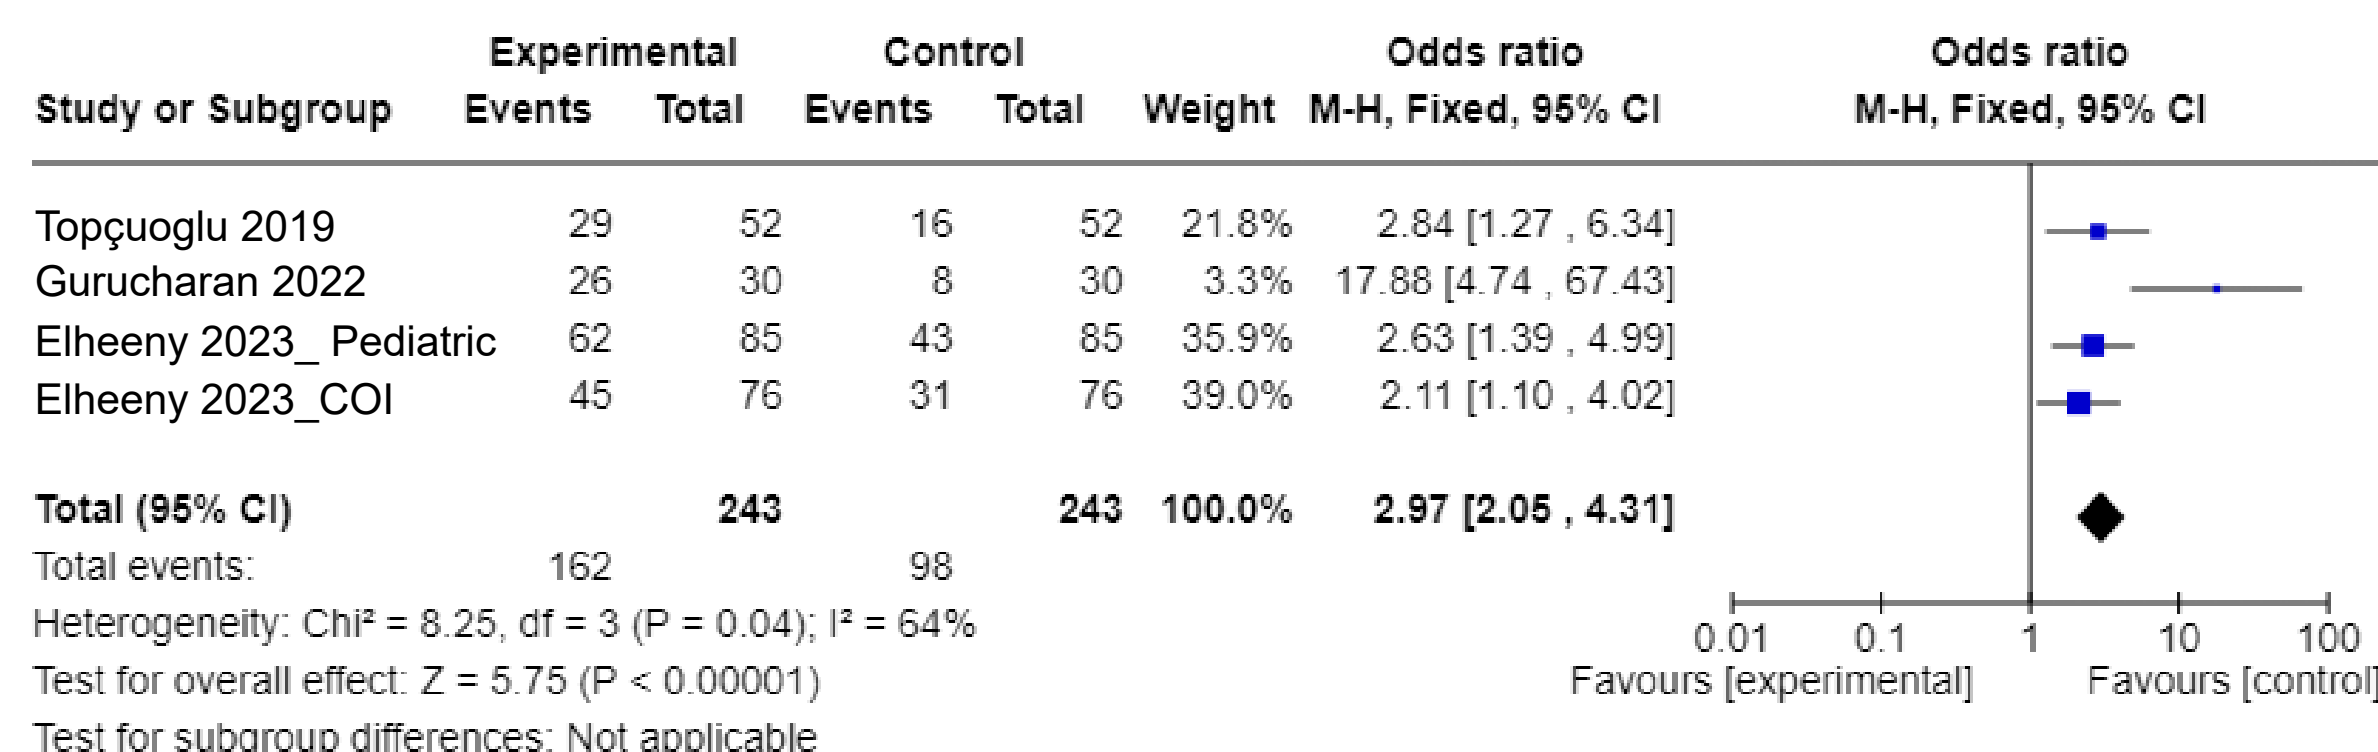 Experimental Control Odds ratio Odds ratio
Study or Subgroup Events Total Events Total Weight M-H, Fixed, 95% CI M-H, Fixed, 95% CI
Topçuoglu 2019 29 52 16 52 21.8% 2.84 [1.27 , 6.34]
Gurucharan 2022 26 30 8 30 3.3% 17.88 [4.74 , 67.43]
Elheeny 2023_ Pediatric 62 85 43 85 35.9% 2.63 [1.39 , 4.99]
Elheeny 2023_COI 45 76 31 76 39.0% 2.11 [1.10 , 4.02]
Total (95% CI) 243 243 100.0% 2.97 [2.05 , 4.31]
Total events: 162 98
Heterogeneity: Chi² = 8.25, df = 3 (P = 0.04); I² = 64%
0.01 0.1 1 10 100
Test for overall effect: Z = 5.75 (P < 0.00001)
Favours [experimental] Favours [control]
Test for subgroup differences: Not applicable